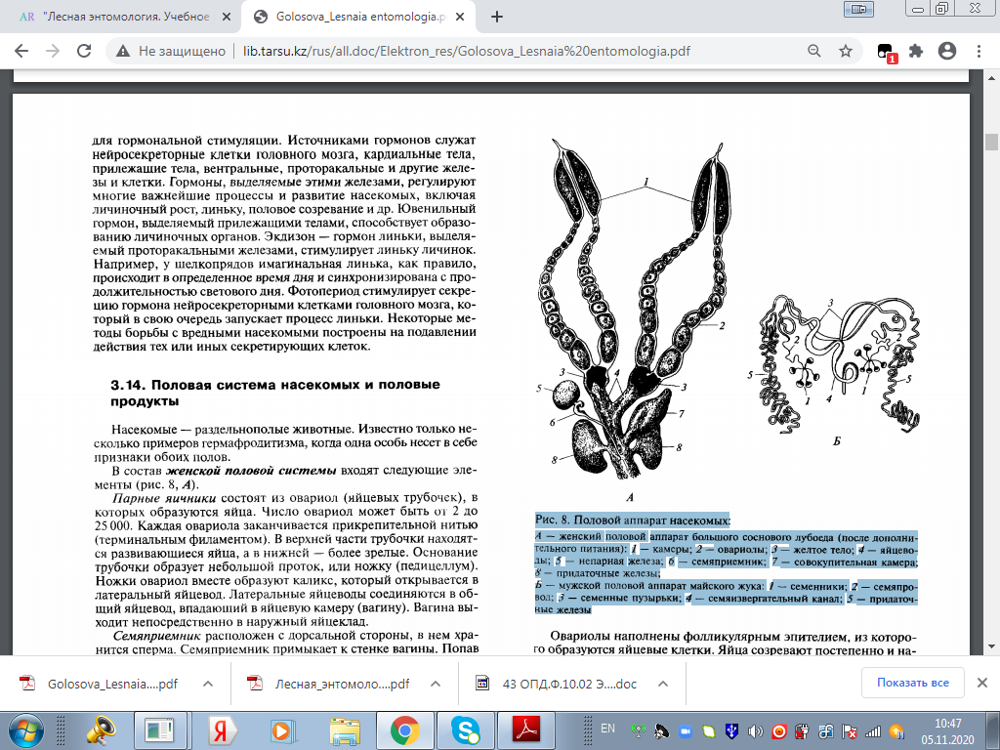 "Лесная энтомология. Учебное
Golosova_Lesnaia entomologia.p
Не защищено
lib.tarsu.kz/rus/all.doc/Elektron_res/Golosova_Lesnaia%20entomologia.pdf
1
для гормональной стимуляции. Источниками гормонов служат
нейросекреторные клетки головного мозга, кардиальные тела,
прилежащие тела, вентральные, проторакальные и другие желе-
зы и клетки. Гормоны, выделяемые этими железами, регулируют
многие важнейшие процессы и развитие насекомых, включая
личиночный рост, линьку, половое созревание и др. Ювенильный
гормон, выделяемый прилежащими телами, способствует образо-
ванию личиночных органов. Экдизон — гормон линьки, выделя-
емый проторакальными железами, стимулирует линьку личинок.
Например, у шелкопрядов имагинальная линька, как правило,
происходит в определенное время дня и синхронизирована с про-
должительностью светового дня. Фотопериод стимулирует секре-
цию гормона нейросекреторными клетками головного мозга, ко-
торый в свою очередь запускает процесс линьки. Некоторые ме-
тоды борьбы с вредными насекомыми построены на подавлении
действия тех или иных секретирующих клеток.
3.14. Половая система насекомых и половые
продукты
Насекомые — раздельнополые животные. Известно только не-
сколько примеров гермафродитизма, когда одна особь несет в себе
признаки обоих полов.
В состав женской половой системы входят следующие эле-
менты (рис. 8, А).
Парные яичники состоят из овариол (яйцевых трубочек), в
которых образуются яйца. Число овариол может быть от 2 до
25 000. Каждая овариола заканчивается прикрепительной нитью
(терминальным филаментом). В верхней части трубочки находят-
ся развивающиеся яйца, а в нижней — более зрелые. Основание
трубочки образует небольшой проток, или ножку (педицеллум).
Ножки овариол вместе образуют каликс, который открывается в
латеральный яйцевод. Латеральные яйцеводы соединяются в об-
щий яйцевод, впадающий в яйцевую камеру (вагину). Вагина вы-
ходит непосредственно в наружный яйцеклад.
Семяприемник расположен с дорсальной стороны, в нем хра-
нится сперма. Семяприемник примыкает к стенке вагины. Попав
1
2
3
4
3
5
6
7
8
8
А
3
2
2
5
5
1
4
1
Б
Рис. 8. Половой аппарат насекомых:
А — женский половой аппарат большого соснового лубоеда (после дополни-
тельного питания): 1 — камеры; 2 — овариолы; 3 — желтое тело; 4 — яйцево-
ды; 5 — непарная железа; 6 — семяприемник; 7 — совокупительная камера;
8 — придаточные железы;
Б — мужской половой аппарат майского жука: 1 — семенники; 2 — семяпро-
вод; 3 — семенные пузырьки; 4 — семяизвергательный канал; 5 — придаточ-
ные железы
Овариолы наполнены фолликулярным эпителием, из которо-
го образуются яйцевые клетки. Яйца созревают постепенно и на-
Golosova_Lesnaia....pdf
Лесная_энтомоло....pdf
43 ОПД.Ф.10.02 Э....doc
Показать все
EN
10:47
05.11.2020